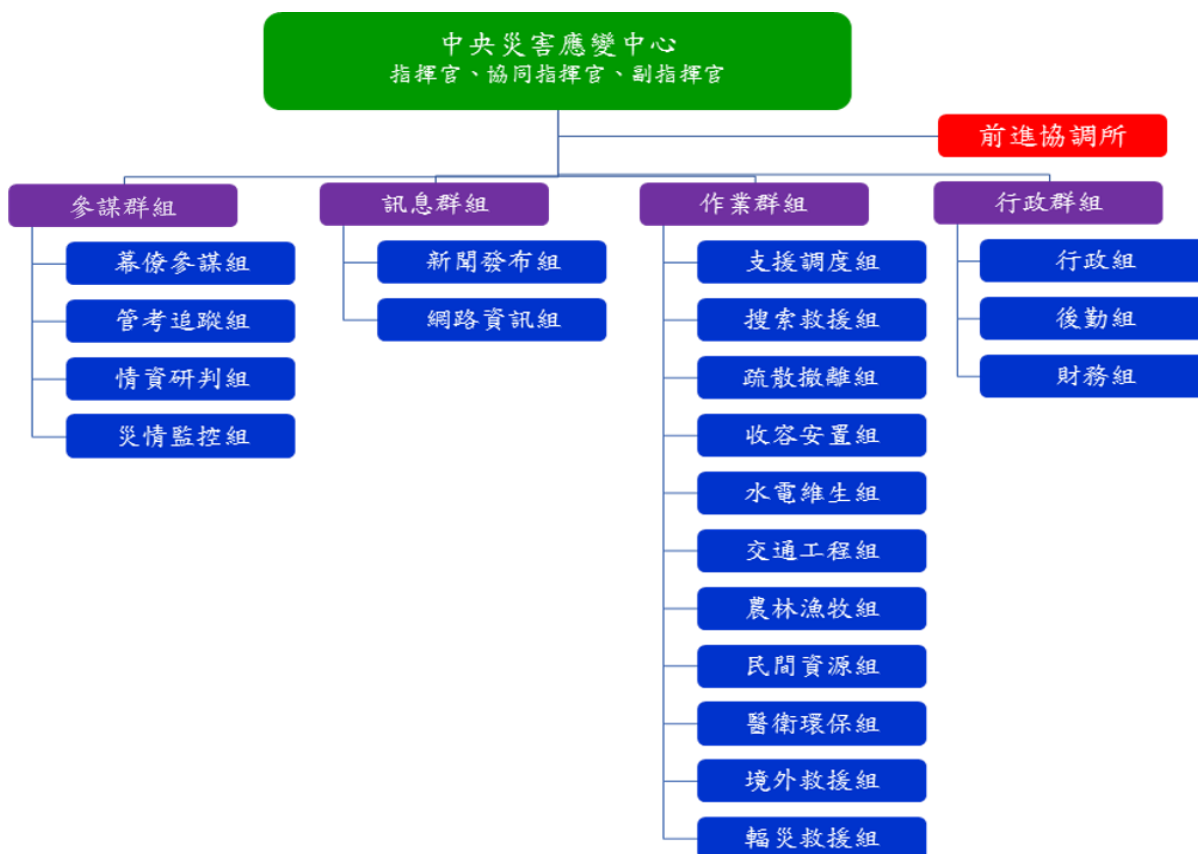 中央災害應變中心
指揮官、協同指揮官、副指揮官
前進協調所
參謀群組
幕僚參謀組
管考追蹤組
情資研判組
災情監控組
訊息群組
新聞發布組
網路資訊組
作業群組
支援調度組
搜索救援組
疏散撤離組
收容安置組
水電維生組
交通工程組
農林漁牧組
民間資源組
醫衛環保組
境外救援組
輻災救援組
行政群組
行政組
後勤組
財務組